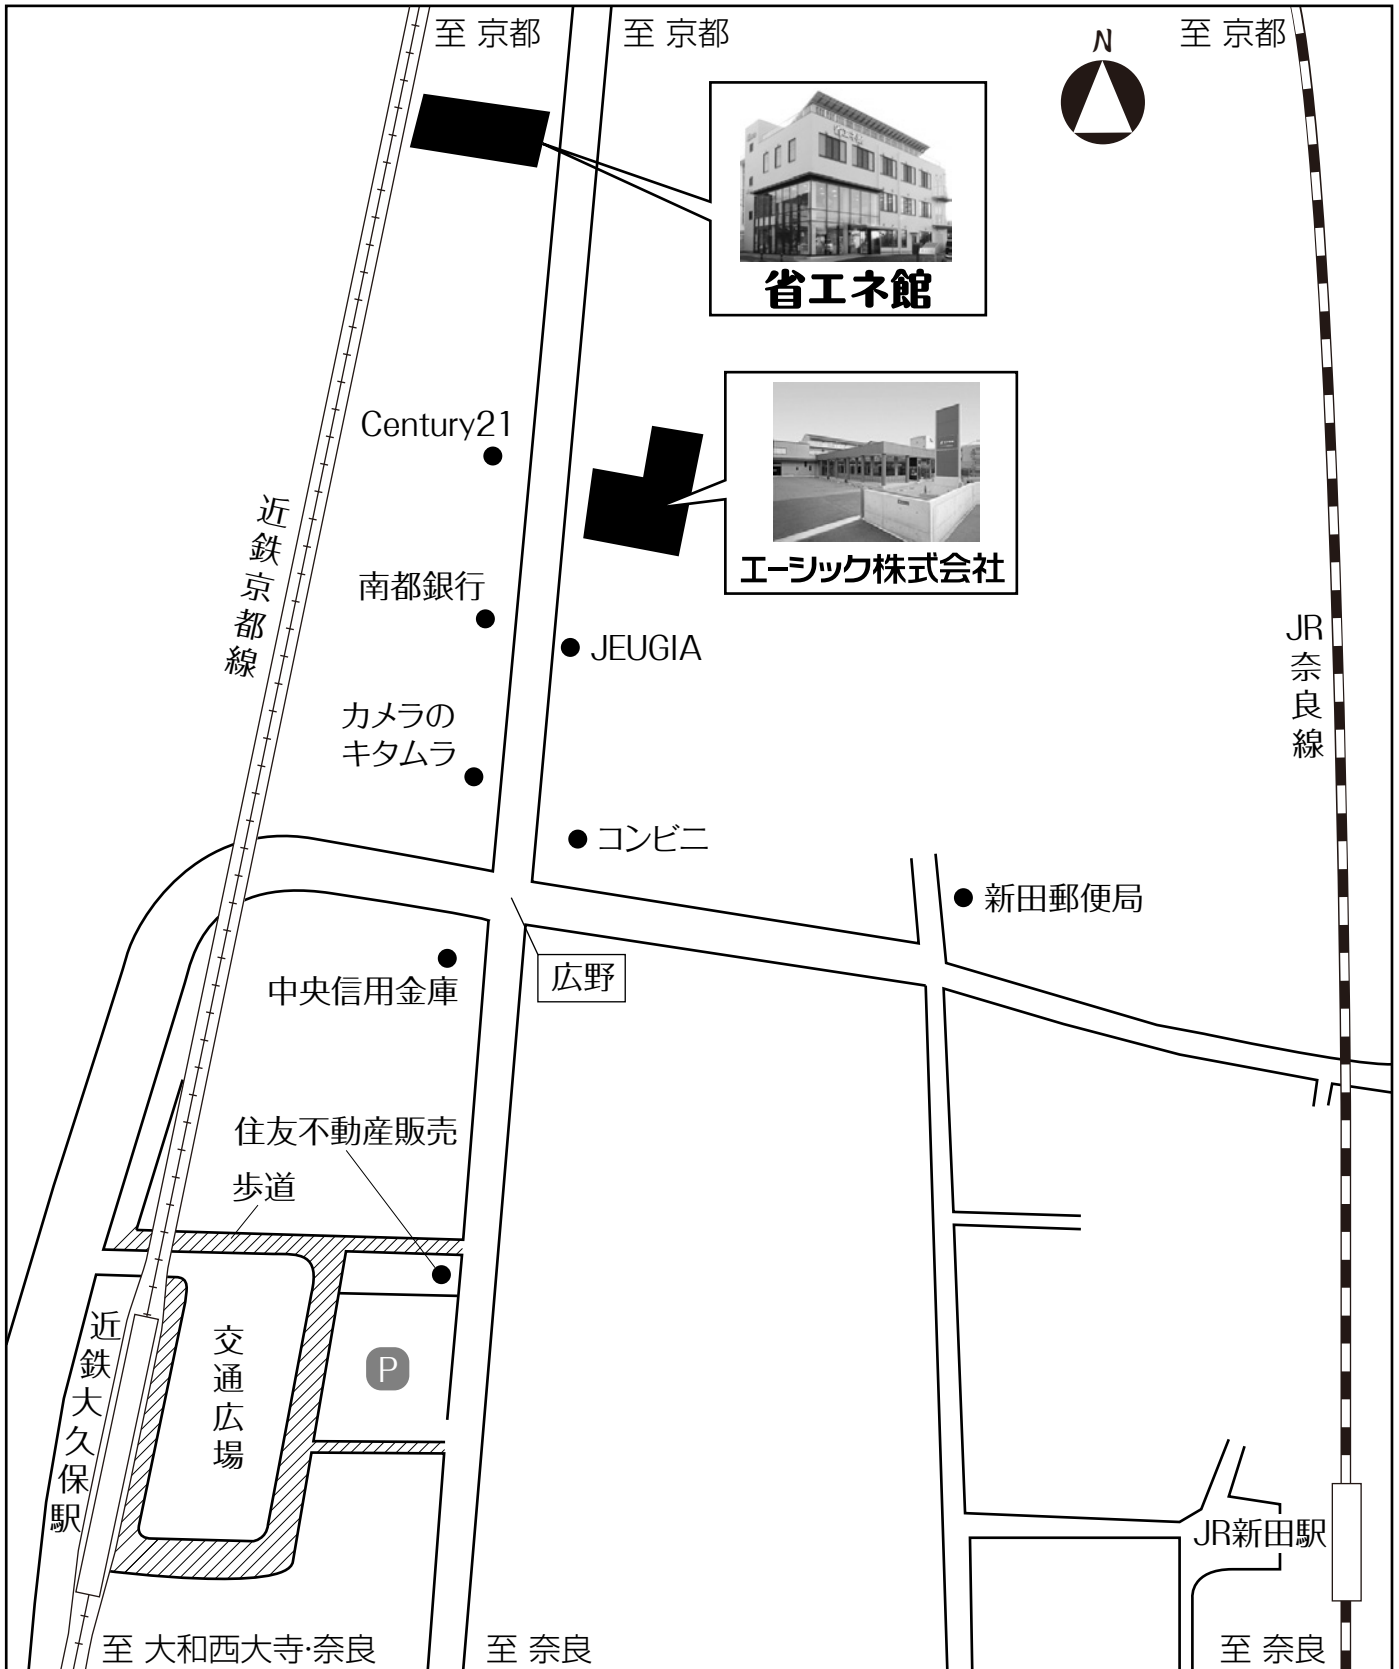 至 京都
至 京都
至 京都
N
省エネ館
Century21
エーシック株式会社
近鉄京都線
南都銀行
JEUGIA
JR奈良線
カメラの
キタムラ
コンビニ
新田郵便局
中央信用金庫
広野
住友不動産販売
歩道
近鉄大久保駅
交通広場
P
JR新田駅
至 大和西大寺・奈良
至 奈良
至 奈良